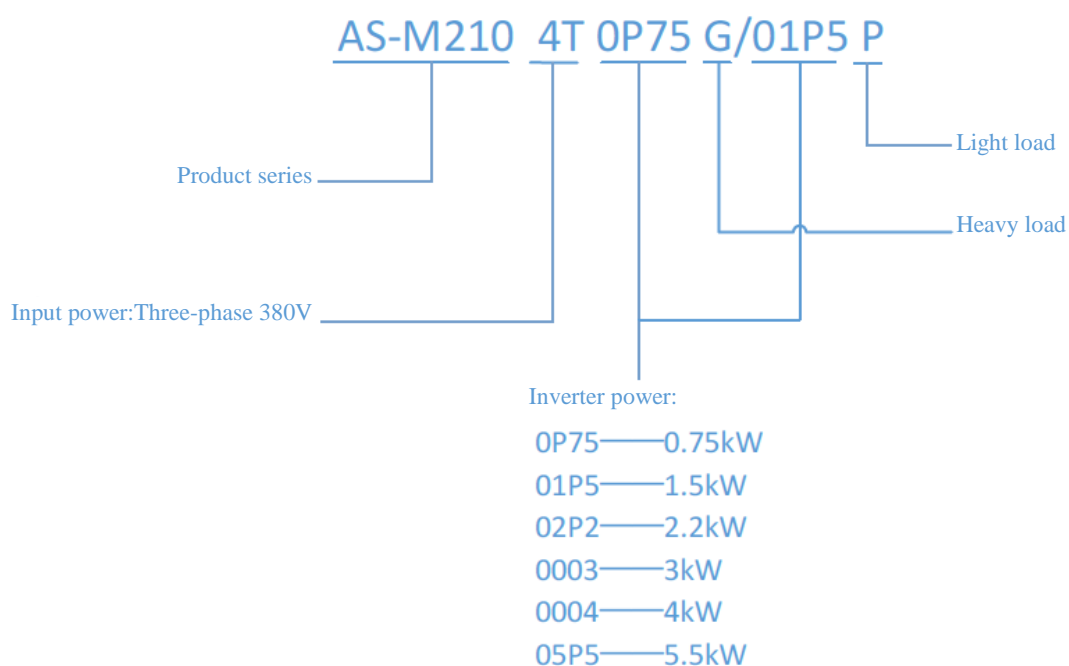 AS-M210 4T 0P75 G/01P5 P
Light load
Product series
Heavy load
Input power:Three-phase 380V
Inverter power:
0P75——0.75kW
01P5——1.5kW
02P2——2.2kW
0003——3kW
0004——4kW
05P5——5.5kW